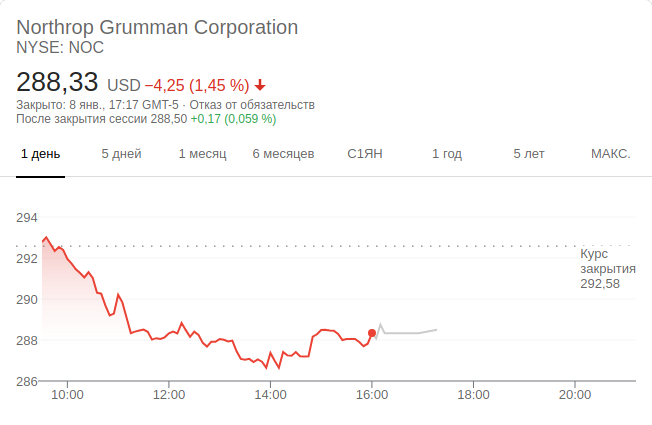 Northrop Grumman Corporation
NYSE: NOC
288,33 USD −4,25 (1,45 %)
Закрыто: 8 янв., 17:17 GMT-5 · Отказ от обязательств
После закрытия сессии 288,50 +0,17 (0,059 %)
1 день 5 дней 1 месяц 6 месяцев С1ЯН 1 год 5 лет МАКС.
294
292
290
288
286
Курс
закрытия
292,58
10:00 12:00 14:00 16:00 18:00 20:00